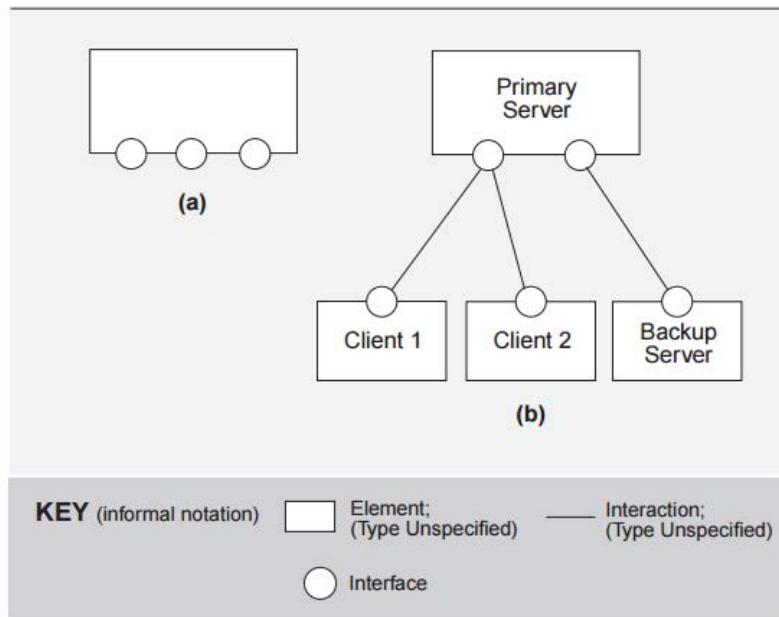 Primary
Server
(a)
Client 1
Client 2
Backup
Server
(b)
KEY (informal notation)
Element;
(Type Unspecified)
Interaction;
(Type Unspecified)
Interface